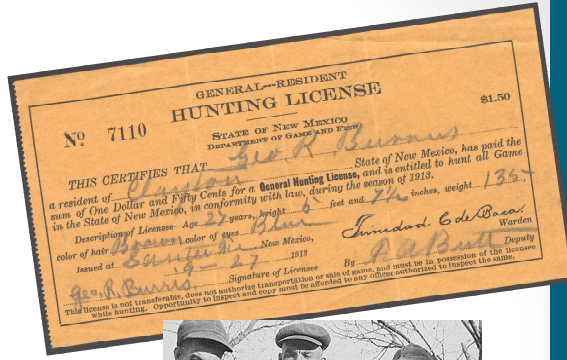 GENERAL---RESIDENT
HUNTING LICENSE
No 7110
$1.50
STATE OF NEW MEXICO
DEPARTMENT OF GAME AND FISH
THIS CERTIFIES THAT Geo. R. Burrus
a resident of Clayton State of New Mexico, has paid the
sum of One Dollar and Fifty Cents for a General Hunting License, and is entitled to hunt all Game
in the State of New Mexico, in conformity with law, during the season of 1913.
Description of Licensee Age 27 years, height 5 feet and 7½ inches, weight 135
color of hair Brown color of eyes Blue
Issued at Santa Fe New Mexico,
9-27 1913
Trinidad C de Baca. Warden
By Deputy
Geo. R. Burris. Signature of Licensee
This license is not transferable, does not authorize transportation or sale of game, and must be in possession of the licensee
while hunting. Opportunity to inspect and copy must be afforded to any officer authorized to inspect the same.